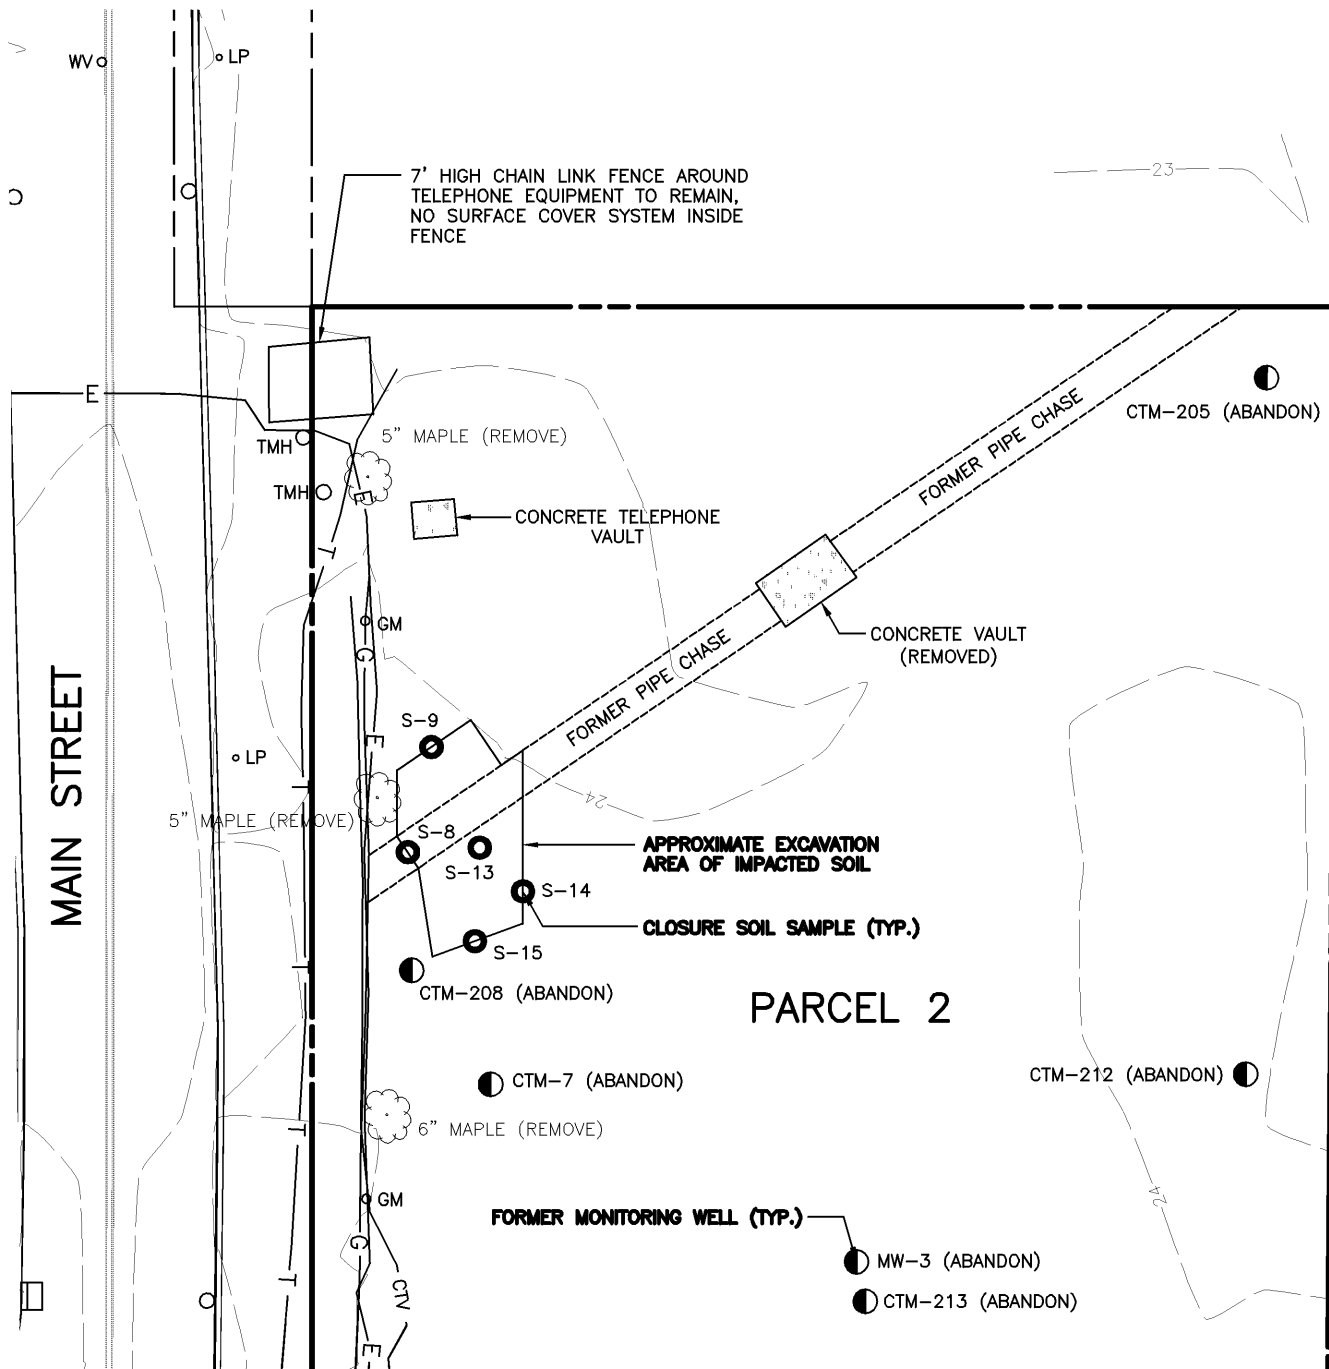 WV
LP
7' HIGH CHAIN LINK FENCE AROUND
TELEPHONE EQUIPMENT TO REMAIN,
NO SURFACE COVER SYSTEM INSIDE
FENCE
23
E
CTM-205 (ABANDON)
FORMER PIPE CHASE
TMH
5" MAPLE (REMOVE)
TMH
E
CONCRETE TELEPHONE
VAULT
T
GM
CONCRETE VAULT
(REMOVED)
G
FORMER PIPE CHASE
MAIN STREET
S-9
E
LP
T
24
5" MAPLE (REMOVE)
S-8
S-13
APPROXIMATE EXCAVATION
AREA OF IMPACTED SOIL
S-14
CLOSURE SOIL SAMPLE (TYP.)
S-15
T
CTM-208 (ABANDON)
PARCEL 2
CTM-7 (ABANDON)
CTM-212 (ABANDON)
T
6" MAPLE (REMOVE)
24
GM
FORMER MONITORING WELL (TYP.)
G
MW-3 (ABANDON)
T
CTV
CTM-213 (ABANDON)
E